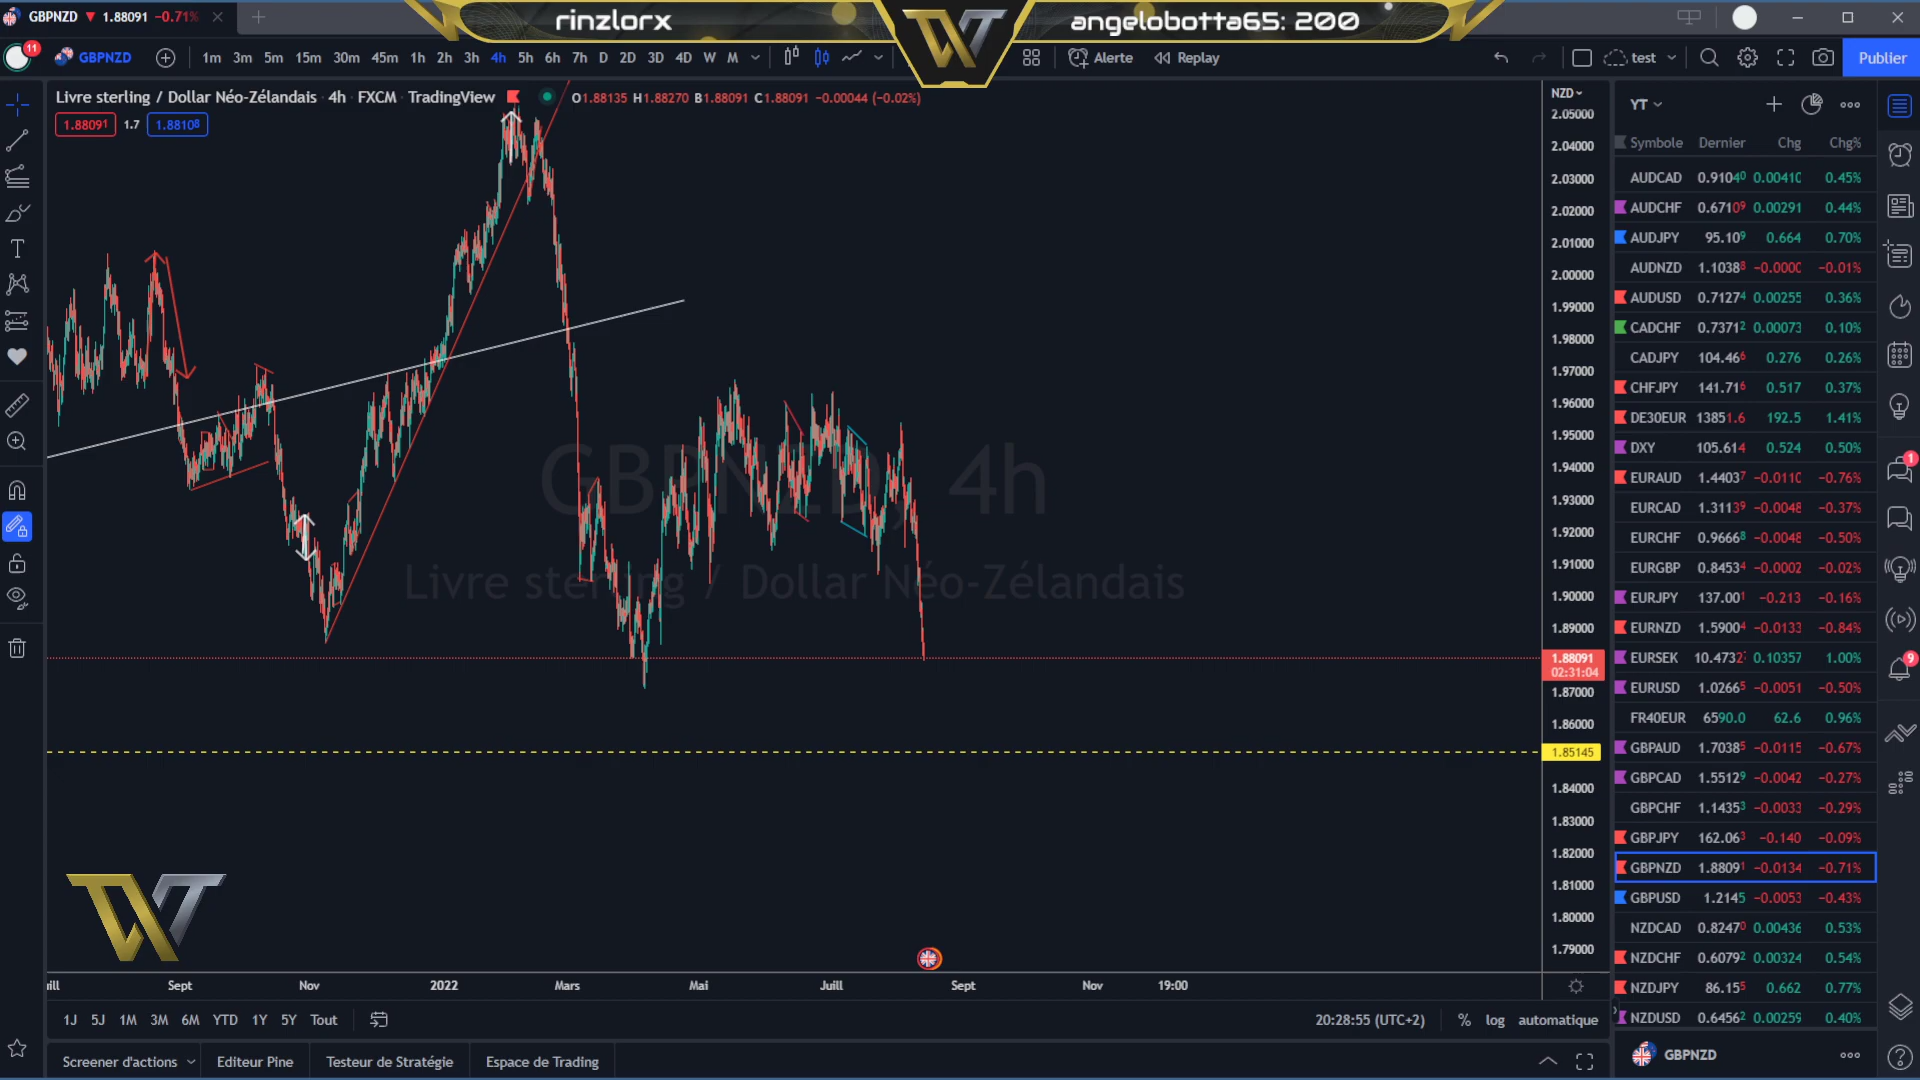 GBPNZD ▼ 1.88091 −0.71%
rinzlorx
angelobotta65: 200
11
GBPNZD
1m 3m 5m 15m 30m 45m 1h 2h 3h 4h 5h 6h 7h D 2D 3D 4D W M
Alerte
Replay
test
Publier
Livre sterling / Dollar Néo-Zélandais · 4h · FXCM · TradingView
O1.88135 H1.88270 B1.88091 C1.88091 −0.00044 (−0.02%)
1.88091 1.7 1.88108
GBPNZD, 4h
Livre sterling / Dollar Néo-Zélandais
NZD
2.05000
2.04000
2.03000
2.02000
2.01000
2.00000
1.99000
1.98000
1.97000
1.96000
1.95000
1.94000
1.93000
1.92000
1.91000
1.90000
1.89000
1.88091
02:31:04
1.87000
1.86000
1.85145
1.84000
1.83000
1.82000
1.81000
1.80000
1.79000
YT
Symbole Dernier Chg Chg%
AUDCAD 0.91040 0.00410 0.45%
AUDCHF 0.67109 0.00291 0.44%
AUDJPY 95.109 0.664 0.70%
AUDNZD 1.10388 −0.0000 −0.01%
AUDUSD 0.71274 0.00255 0.36%
CADCHF 0.73712 0.00073 0.10%
CADJPY 104.466 0.276 0.26%
CHFJPY 141.716 0.517 0.37%
DE30EUR 13851.6 192.5 1.41%
DXY 105.614 0.524 0.50%
EURAUD 1.44037 −0.0110 −0.76%
EURCAD 1.31139 −0.0048 −0.37%
EURCHF 0.96668 −0.0048 −0.50%
EURGBP 0.84534 −0.0002 −0.02%
EURJPY 137.001 −0.213 −0.16%
EURNZD 1.59004 −0.0133 −0.84%
EURSEK 10.4732 0.10357 1.00%
EURUSD 1.02665 −0.0051 −0.50%
FR40EUR 6590.0 62.6 0.96%
GBPAUD 1.70385 −0.0115 −0.67%
GBPCAD 1.55129 −0.0042 −0.27%
GBPCHF 1.14353 −0.0033 −0.29%
GBPJPY 162.063 −0.140 −0.09%
GBPNZD 1.88091 −0.0134 −0.71%
GBPUSD 1.2145 −0.0053 −0.43%
NZDCAD 0.82470 0.00436 0.53%
NZDCHF 0.60792 0.00324 0.54%
NZDJPY 86.155 0.662 0.77%
NZDUSD 0.64562 0.00259 0.40%
GBPNZD
1
9
uill Sept Nov 2022 Mars Mai Juill Sept Nov 19:00
1J 5J 1M 3M 6M YTD 1Y 5Y Tout
20:28:55 (UTC+2) % log automatique
Screener d'actions Editeur Pine Testeur de Stratégie Espace de Trading